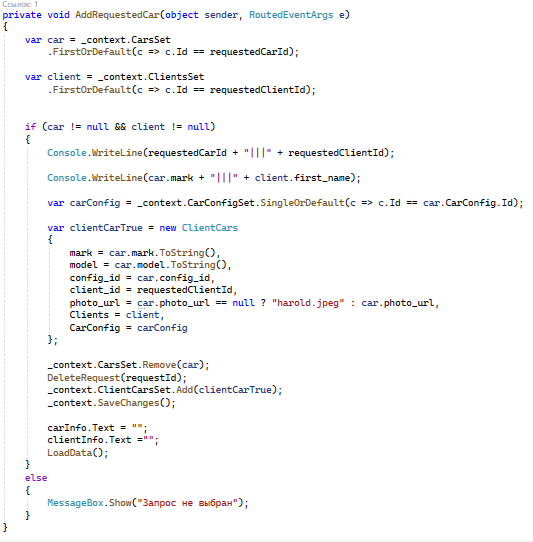 Ссылок: 1
private void AddRequestedCar(object sender, RoutedEventArgs e)
{
    var car = _context.CarsSet
        .FirstOrDefault(c => c.Id == requestedCarId);

    var client = _context.ClientsSet
        .FirstOrDefault(c => c.Id == requestedClientId);


    if (car != null && client != null)
    {
        Console.WriteLine(requestedCarId + "|||" + requestedClientId);

        Console.WriteLine(car.mark + "|||" + client.first_name);

        var carConfig = _context.CarConfigSet.SingleOrDefault(c => c.Id == car.CarConfig.Id);

        var clientCarTrue = new ClientCars
        {
            mark = car.mark.ToString(),
            model = car.model.ToString(),
            config_id = car.config_id,
            client_id = requestedClientId,
            photo_url = car.photo_url == null ? "harold.jpeg" : car.photo_url,
            Clients = client,
            CarConfig = carConfig
        };

        _context.CarsSet.Remove(car);
        DeleteRequest(requestId);
        _context.ClientCarsSet.Add(clientCarTrue);
        _context.SaveChanges();

        carInfo.Text = "";
        clientInfo.Text ="";
        LoadData();
    }
    else
    {
        MessageBox.Show("Запрос не выбран");
    }
}